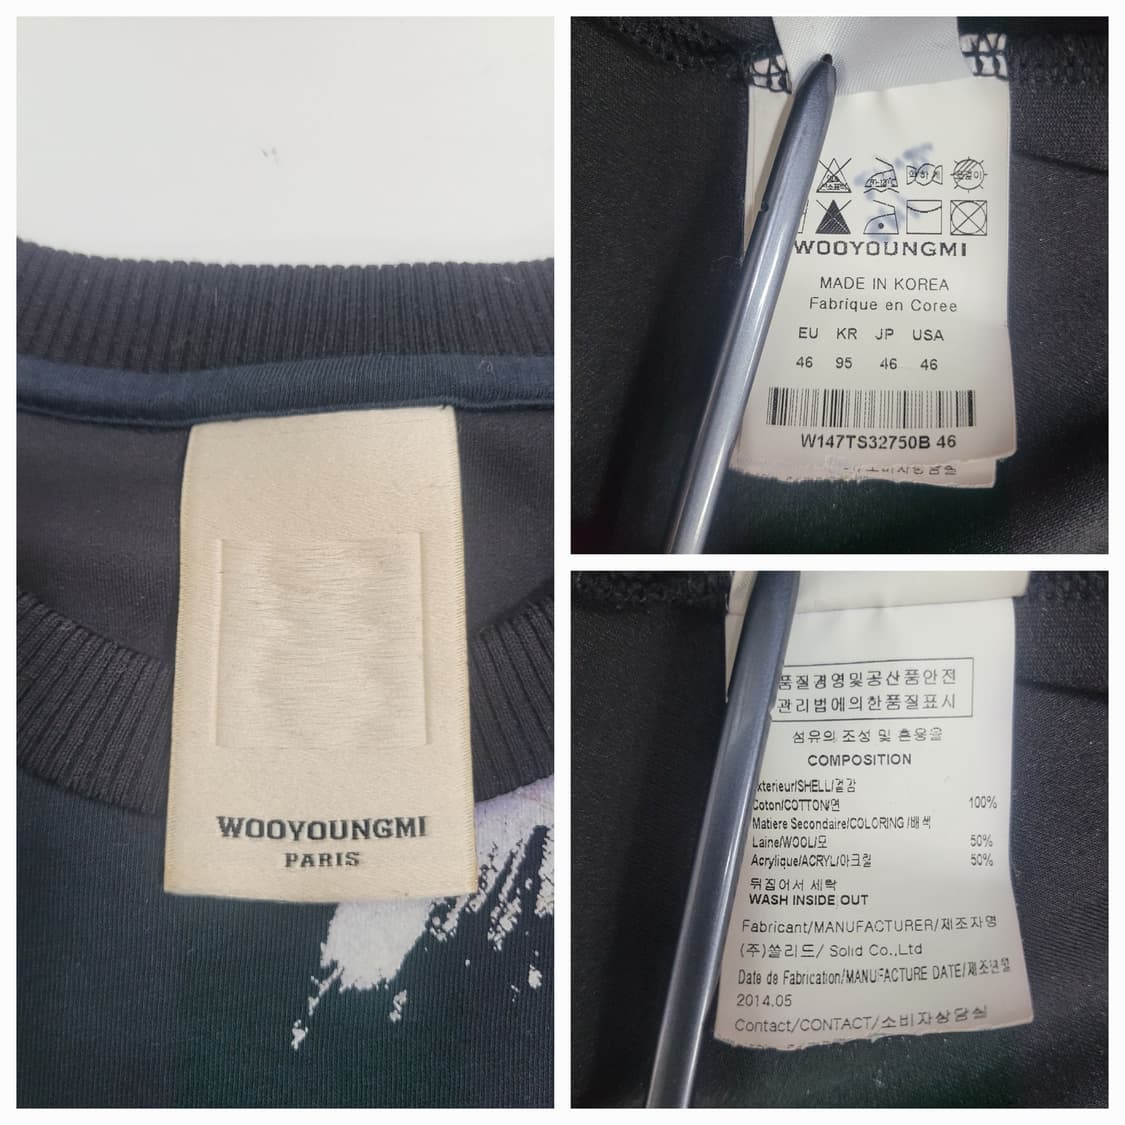 WOOYOUNGMI
PARIS
WOOYOUNGMI
MADE IN KOREA
Fabrique en Coree
EU KR JP USA
46 95 46 46
W147TS32750B 46
품질경영및공산품안전
관리법에의한품질표시
섬유의 조성 및 혼용율
COMPOSITION
xterieur/SHELL/겉감
Coton/COTTON/면 100%
Matiere Secondaire/COLORING/배색
Laine/WOOL/모 50%
Acrylique/ACRYL/아크릴 50%
뒤집어서 세탁
WASH INSIDE OUT
Fabricant/MANUFACTURER/제조자명
(주)쏠리드/ Solid Co.,Ltd
Date de Fabrication/MANUFACTURE DATE/제조년월
2014.05
Contact/CONTACT/소비자상담실